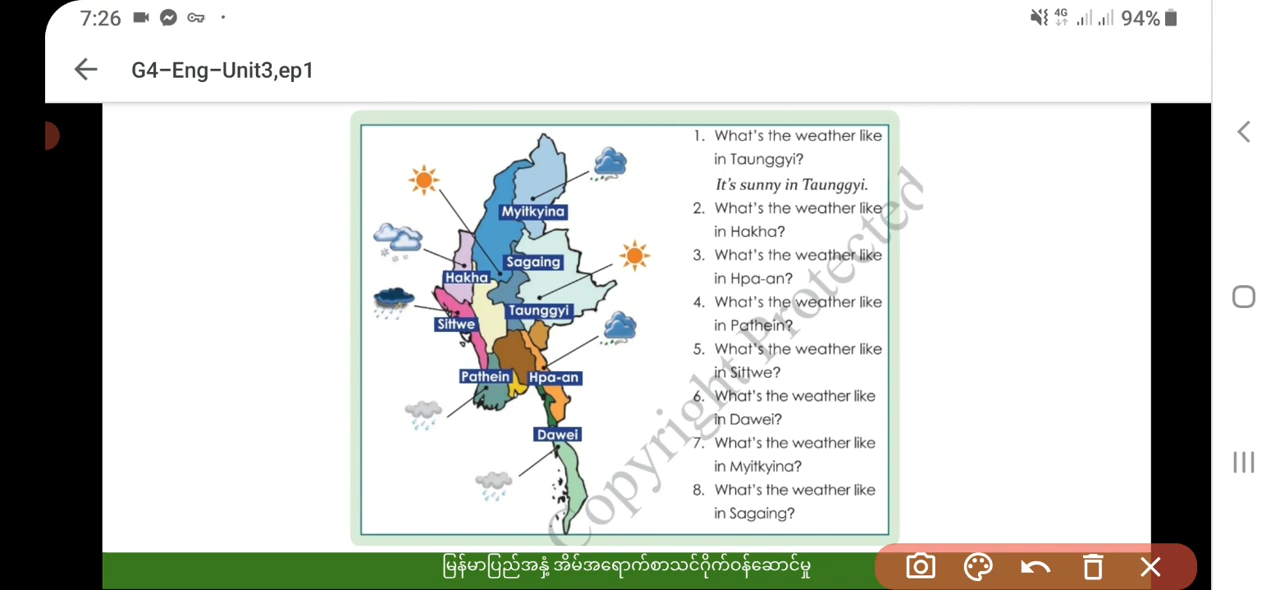 7:26
4G
94%
G4-Eng-Unit3,ep1
Myitkyina
Sagaing
Hakha
Taunggyi
Sittwe
Pathein
Hpa-an
Dawei
1. What's the weather like
in Taunggyi?
It's sunny in Taunggyi.
2. What's the weather like
in Hakha?
3. What's the weather like
in Hpa-an?
4. What's the weather like
in Pathein?
5. What's the weather like
in Sittwe?
6. What's the weather like
in Dawei?
7. What's the weather like
in Myitkyina?
8. What's the weather like
in Sagaing?
Copyright Protected
မြန်မာပြည်အနှံ့ အိမ်အရောက်စာသင်ဂိုက်ဝန်ဆောင်မှု